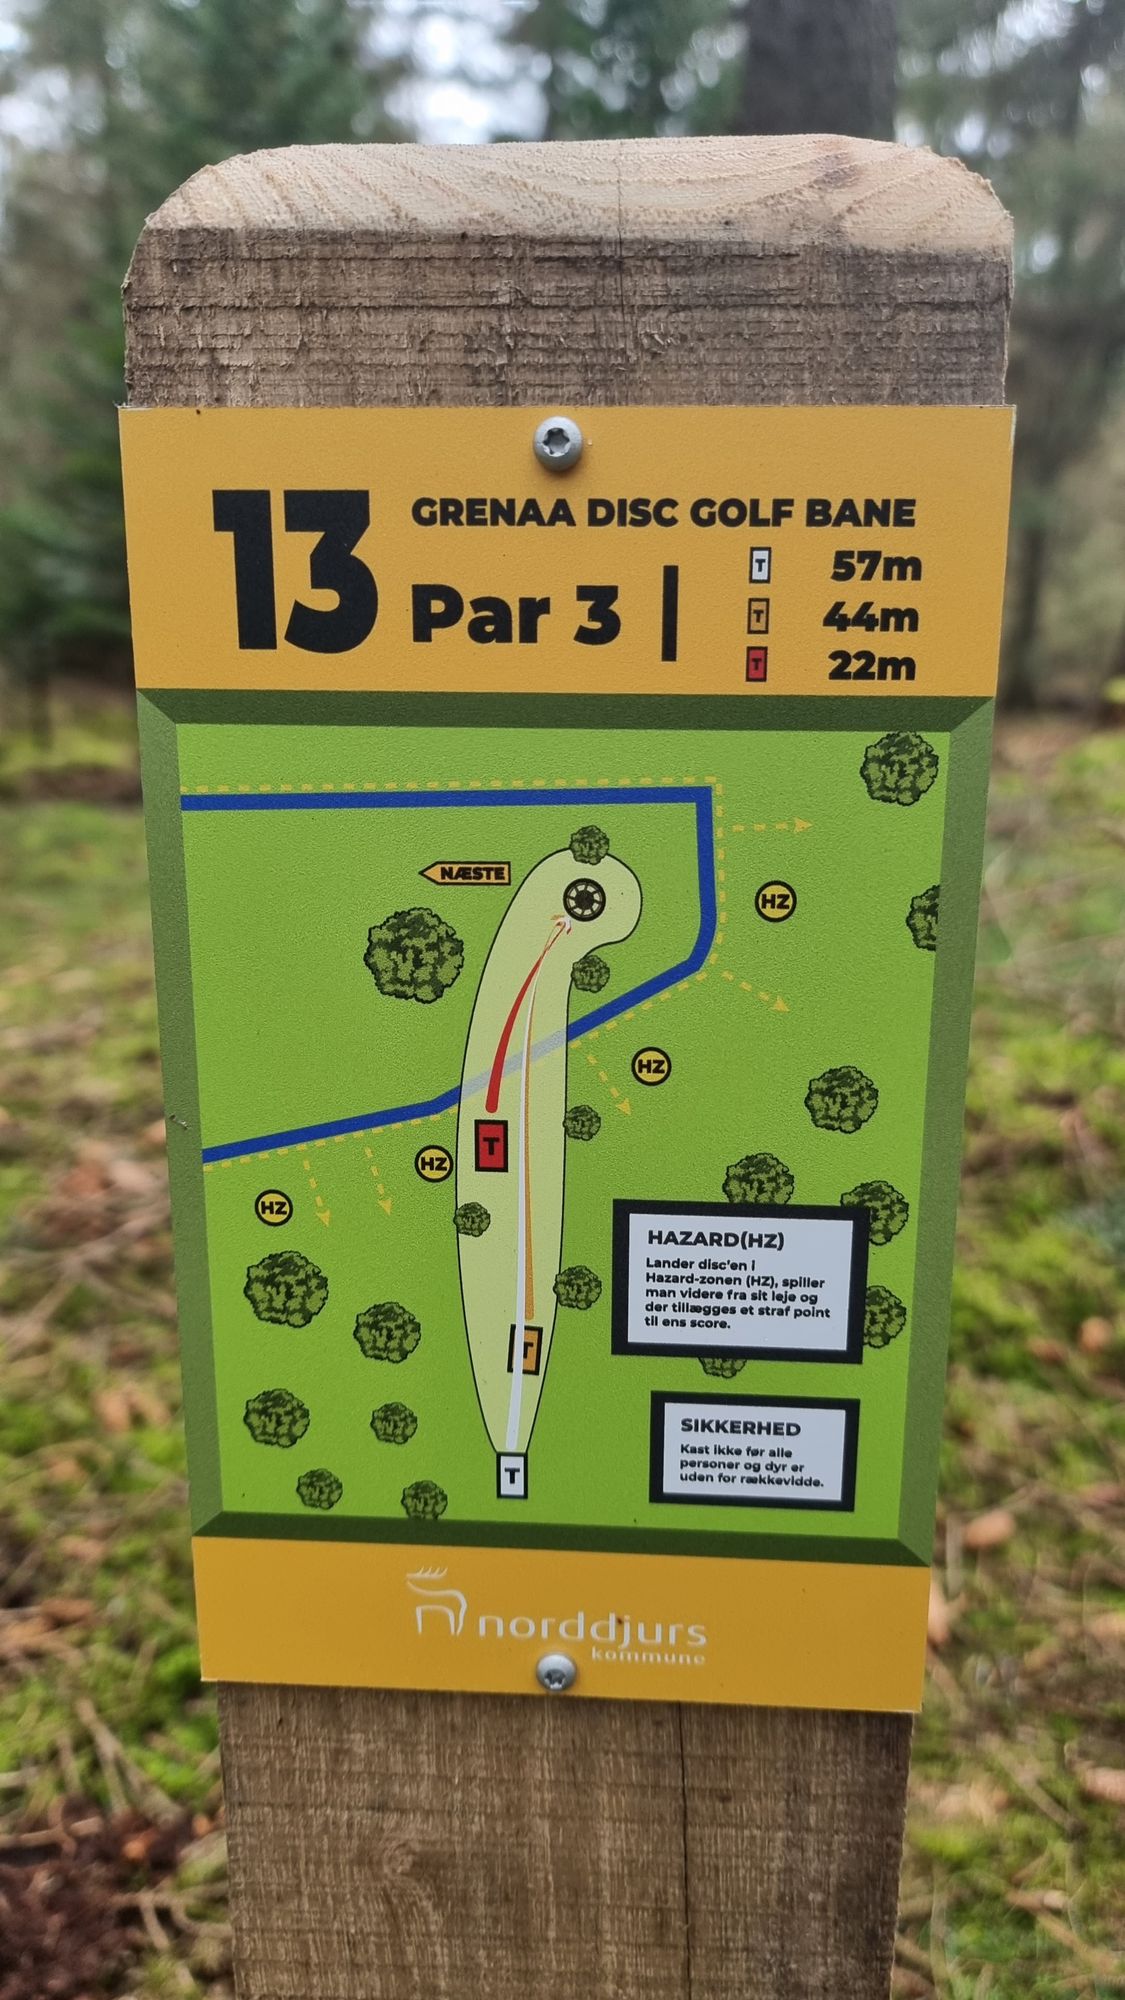 13
GRENAA DISC GOLF BANE
Par 3
T 57m
T 44m
T 22m
NÆSTE
HZ
HZ
T
HZ
HZ
HAZARD(HZ)
Lander disc'en i
Hazard-zonen (HZ), spiller
man videre fra sit leje og
der tillægges et straf point
til ens score.
T
SIKKERHED
Kast ikke før alle
personer og dyr er
uden for rækkevidde.
T
norddjurs
kommune